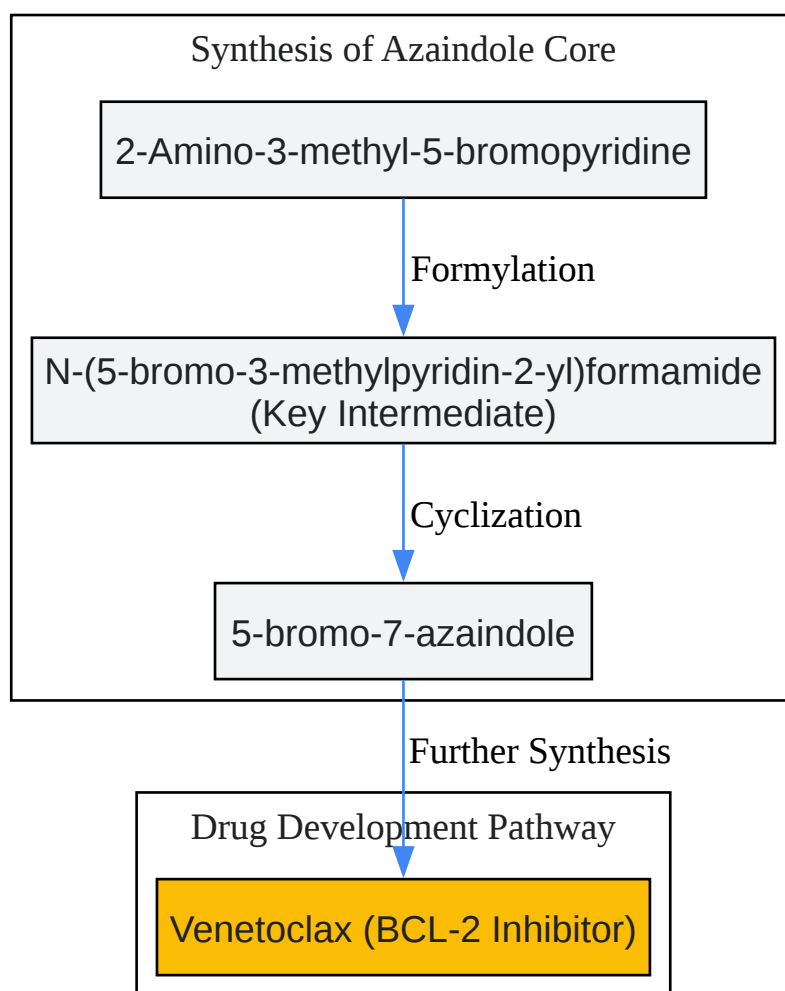 Synthesis of Azaindole Core
2-Amino-3-methyl-5-bromopyridine
Formylation
N-(5-bromo-3-methylpyridin-2-yl)formamide
(Key Intermediate)
Cyclization
5-bromo-7-azaindole
Further Synthesis
Drug Development Pathway
Venetoclax (BCL-2 Inhibitor)